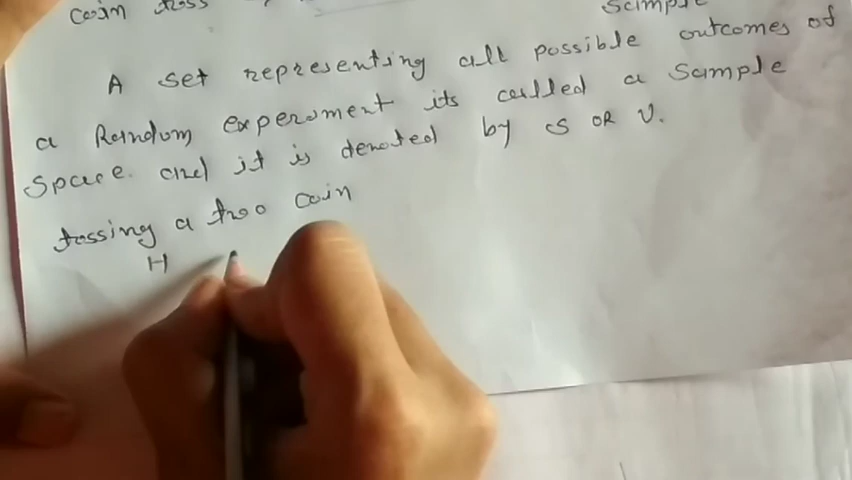 coin toss
Sample
A set representing all possible outcomes of
a Random experoment its called a Sample
Space. and it is denoted by S OR U.
tossing a two coin
H